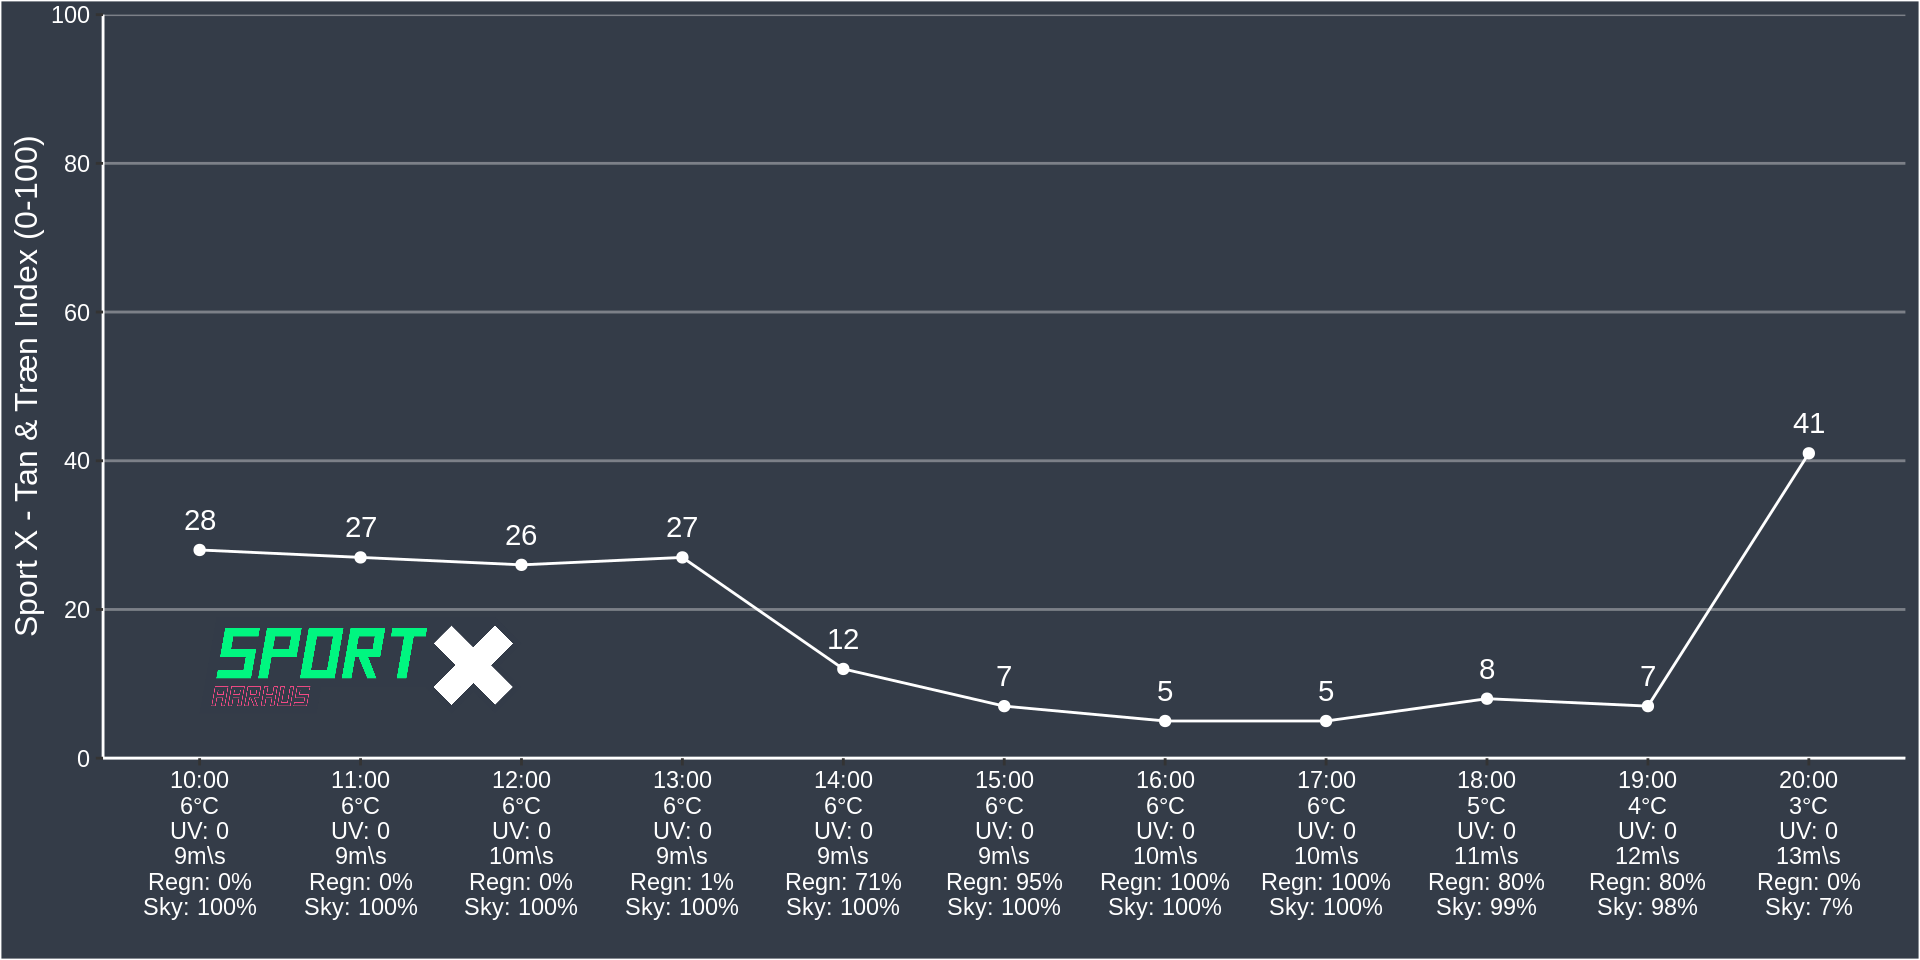 Sport X - Tan & Træn Index (0-100)
100
80
60
40
20
0
28
27
26
27
12
7
5
5
8
7
41
SPORT X
AARHUS
10:00 11:00 12:00 13:00 14:00 15:00 16:00 17:00 18:00 19:00 20:00
6°C 6°C 6°C 6°C 6°C 6°C 6°C 6°C 5°C 4°C 3°C
UV: 0 UV: 0 UV: 0 UV: 0 UV: 0 UV: 0 UV: 0 UV: 0 UV: 0 UV: 0 UV: 0
9m\s 9m\s 10m\s 9m\s 9m\s 9m\s 10m\s 10m\s 11m\s 12m\s 13m\s
Regn: 0% Regn: 0% Regn: 0% Regn: 1% Regn: 71% Regn: 95% Regn: 100% Regn: 100% Regn: 80% Regn: 80% Regn: 0%
Sky: 100% Sky: 100% Sky: 100% Sky: 100% Sky: 100% Sky: 100% Sky: 100% Sky: 100% Sky: 99% Sky: 98% Sky: 7%